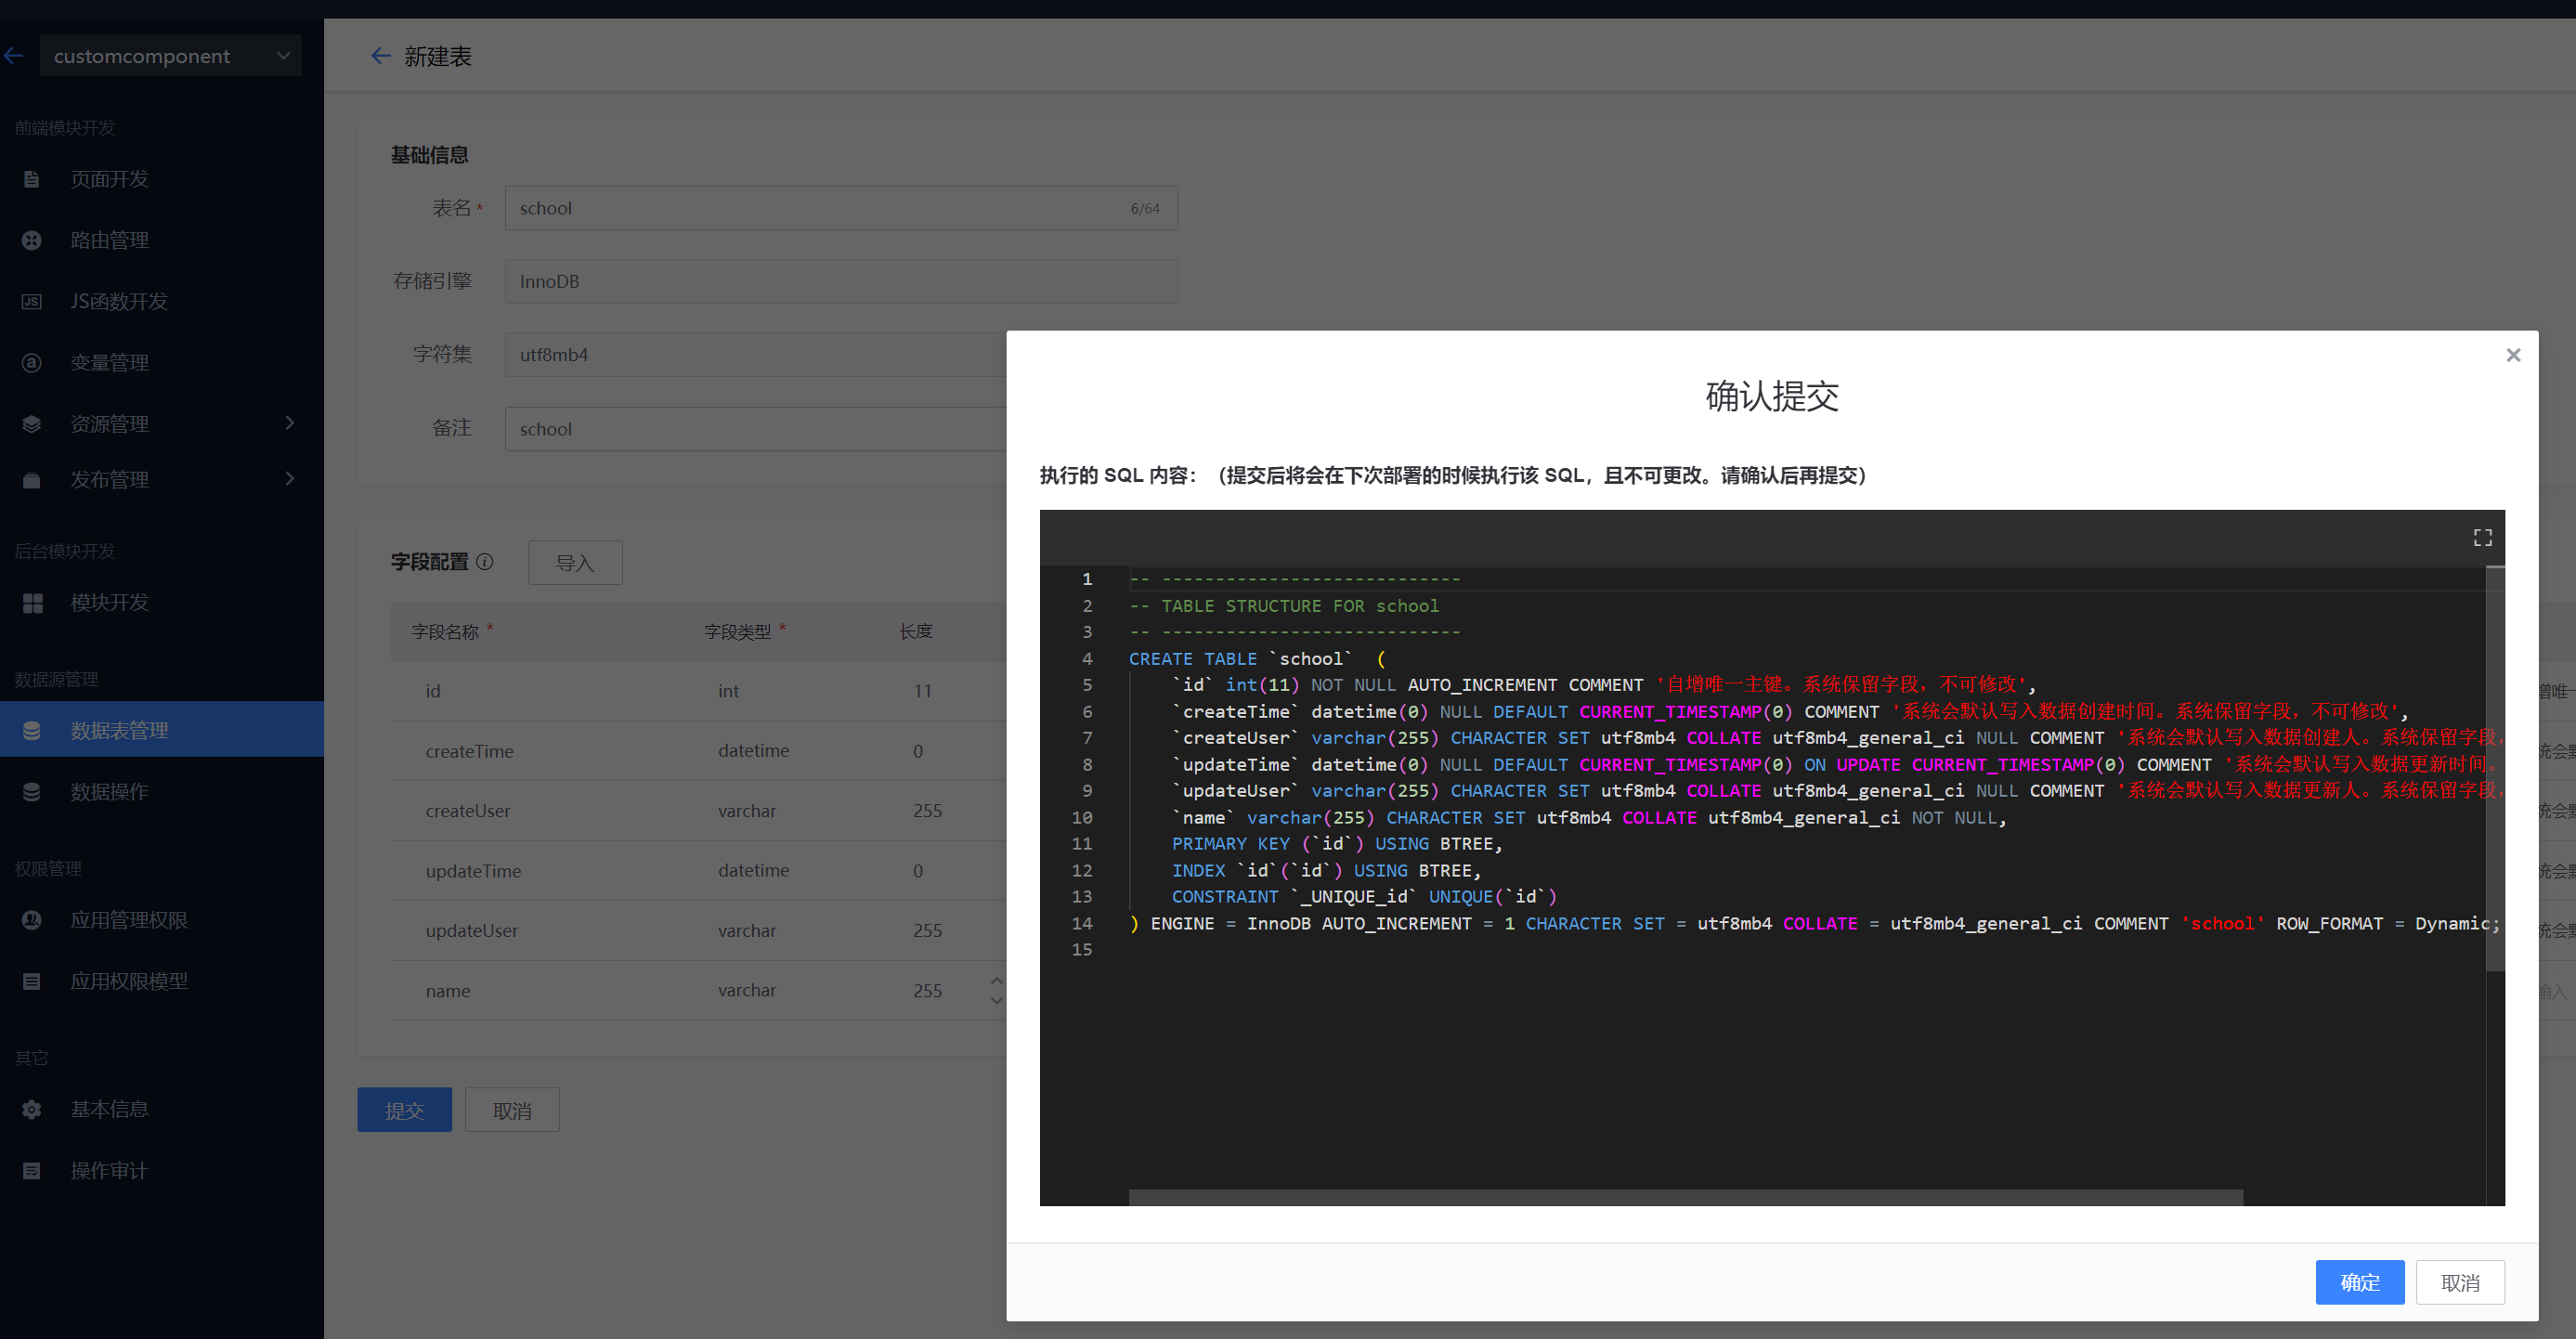 customcomponent
前端模块开发
页面开发
路由管理
JS函数开发
变量管理
资源管理
发布管理
后台模块开发
模块开发
数据源管理
数据表管理
数据操作
权限管理
应用管理权限
应用权限模型
其它
基本信息
操作审计
新建表
基础信息
表名 * school 6/64
存储引擎 InnoDB
字符集 utf8mb4
备注 school
字段配置 导入
字段名称 * 字段类型 * 长度
id int 11
createTime datetime 0
createUser varchar 255
updateTime datetime 0
updateUser varchar 255
name varchar 255
提交 取消
增唯一
统会默
统会默
统会默
统会默
输入
确认提交
执行的 SQL 内容：（提交后将会在下次部署的时候执行该 SQL，且不可更改。请确认后再提交）
1 -- ----------------------------
2 -- TABLE STRUCTURE FOR school
3 -- ----------------------------
4 CREATE TABLE `school`  (
5 `id` int(11) NOT NULL AUTO_INCREMENT COMMENT '自增唯一主键。系统保留字段，不可修改',
6 `createTime` datetime(0) NULL DEFAULT CURRENT_TIMESTAMP(0) COMMENT '系统会默认写入数据创建时间。系统保留字段，不可修改',
7 `createUser` varchar(255) CHARACTER SET utf8mb4 COLLATE utf8mb4_general_ci NULL COMMENT '系统会默认写入数据创建人。系统保留字段，
8 `updateTime` datetime(0) NULL DEFAULT CURRENT_TIMESTAMP(0) ON UPDATE CURRENT_TIMESTAMP(0) COMMENT '系统会默认写入数据更新时间。
9 `updateUser` varchar(255) CHARACTER SET utf8mb4 COLLATE utf8mb4_general_ci NULL COMMENT '系统会默认写入数据更新人。系统保留字段，
10 `name` varchar(255) CHARACTER SET utf8mb4 COLLATE utf8mb4_general_ci NOT NULL,
11 PRIMARY KEY (`id`) USING BTREE,
12 INDEX `id`(`id`) USING BTREE,
13 CONSTRAINT `_UNIQUE_id` UNIQUE(`id`)
14 ) ENGINE = InnoDB AUTO_INCREMENT = 1 CHARACTER SET = utf8mb4 COLLATE = utf8mb4_general_ci COMMENT 'school' ROW_FORMAT = Dynamic;
15
确定 取消